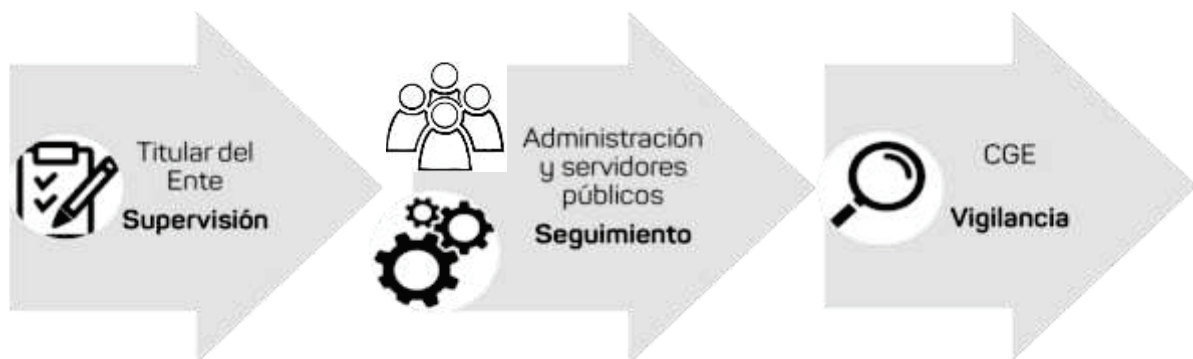 Titular del
Ente
Supervisión
Administración
y servidores
públicos
Seguimiento
CGE
Vigilancia